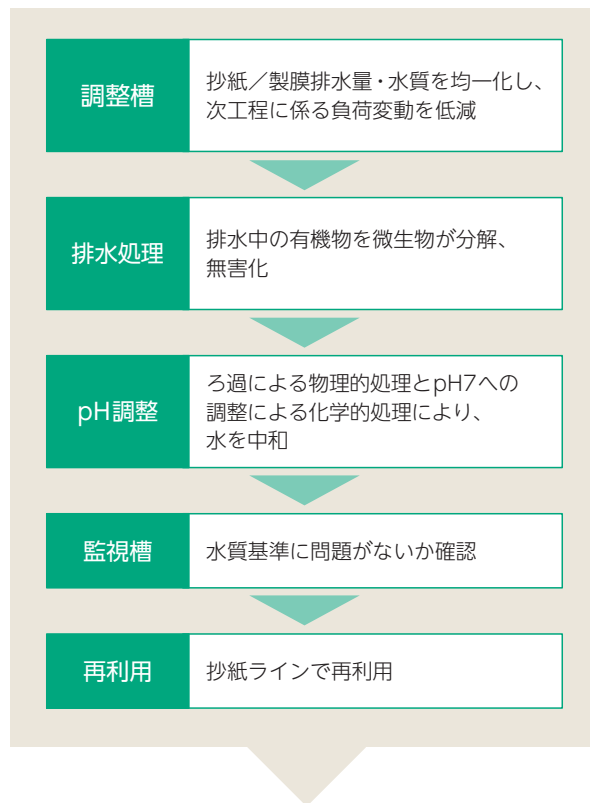 調整槽
抄紙／製膜排水量・水質を均一化し、
次工程に係る負荷変動を低減
排水処理
排水中の有機物を微生物が分解、
無害化
pH調整
ろ過による物理的処理とpH7への
調整による化学的処理により、
水を中和
監視槽
水質基準に問題がないか確認
再利用
抄紙ラインで再利用